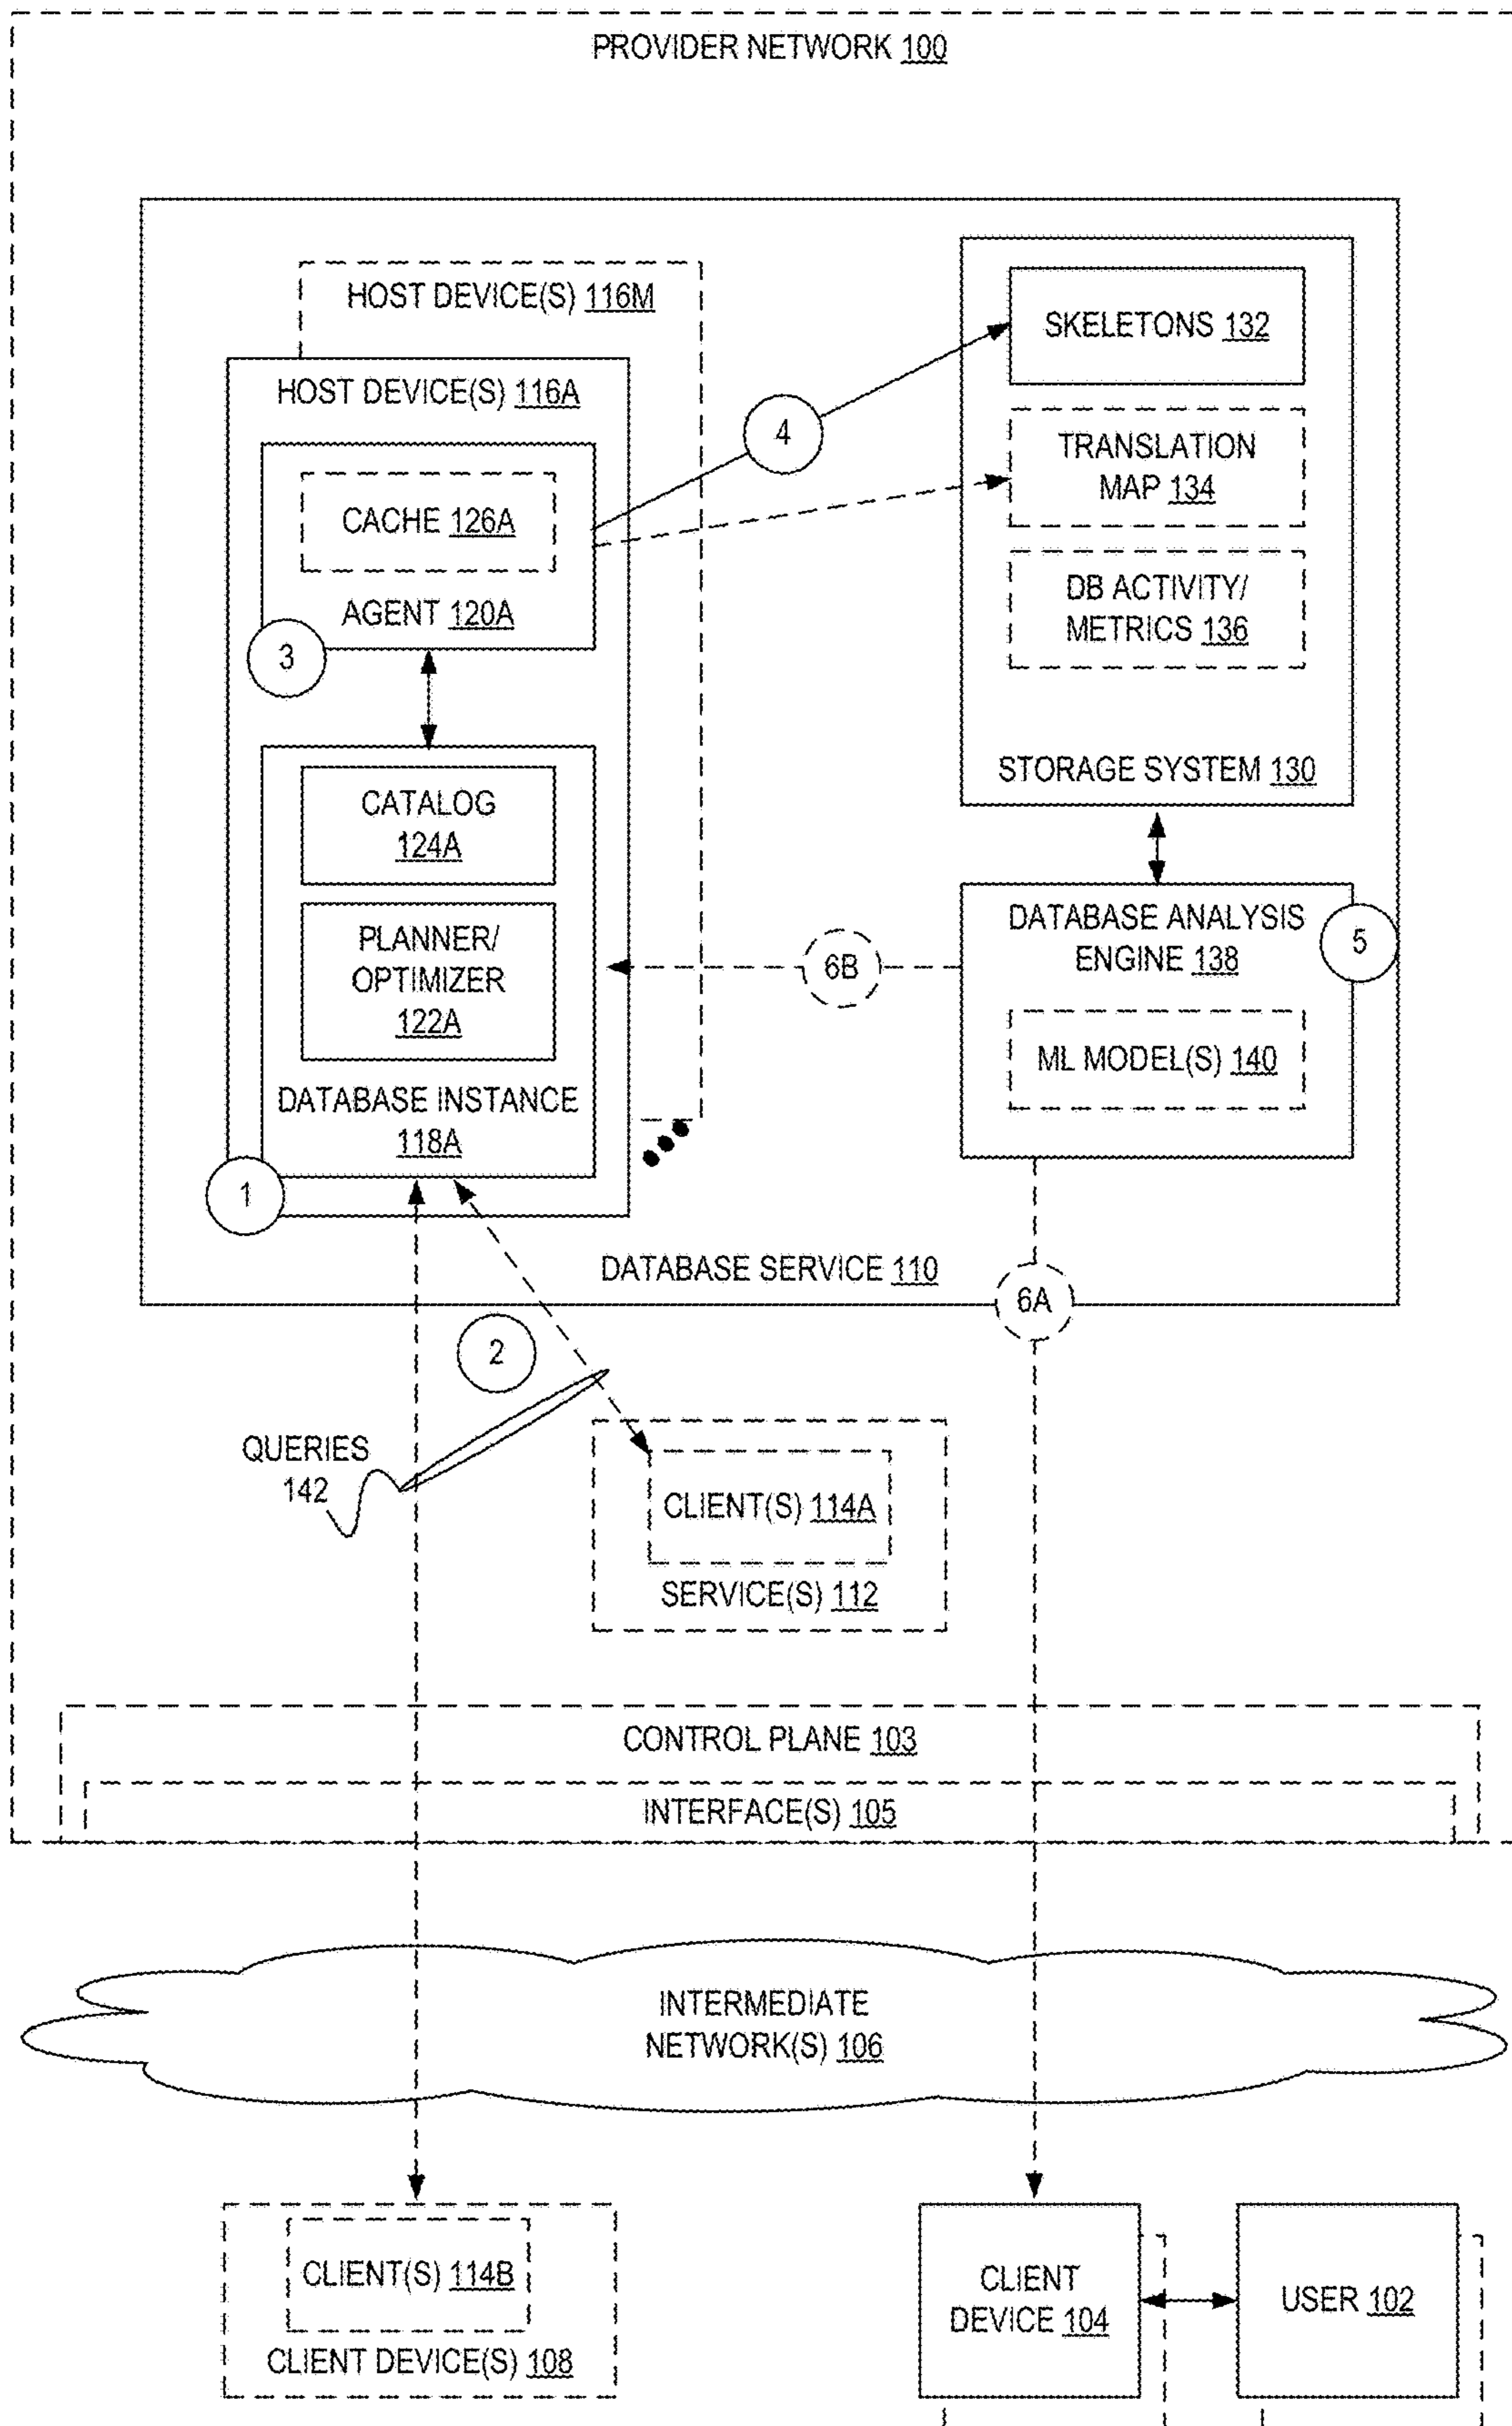 PROVIDER NETWORK 100
HOST DEVICE(S) 116M
HOST DEVICE(S) 116A
CACHE 126A
AGENT 120A
3
4
SKELETONS 132
TRANSLATION
MAP 134
DB ACTIVITY/
METRICS 136
STORAGE SYSTEM 130
CATALOG
124A
PLANNER/
OPTIMIZER
122A
DATABASE INSTANCE
118A
1
6B
DATABASE ANALYSIS
ENGINE 138
5
ML MODEL(S) 140
DATABASE SERVICE 110
6A
2
QUERIES
142
CLIENT(S) 114A
SERVICE(S) 112
CONTROL PLANE 103
INTERFACE(S) 105
INTERMEDIATE
NETWORK(S) 106
CLIENT(S) 114B
CLIENT DEVICE(S) 108
CLIENT
DEVICE 104
USER 102